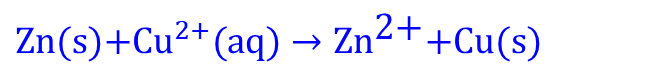 Zn(s)+Cu²⁺(aq) → Zn²⁺+Cu(s)